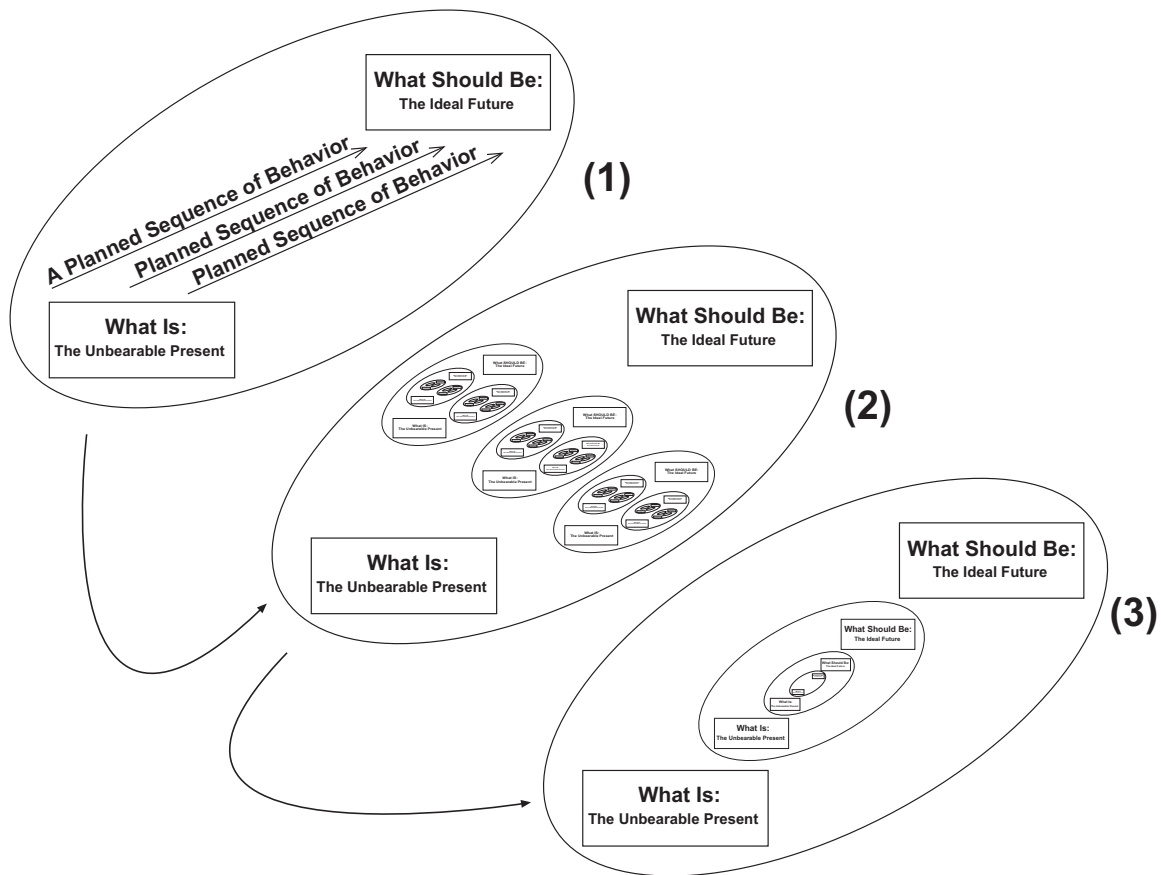 What Should Be:
The Ideal Future
A Planned Sequence of Behavior
Planned Sequence of Behavior
Planned Sequence of Behavior
What Is:
The Unbearable Present
(1)
What Should Be:
The Ideal Future
What SHOULD BE:
The Ideal Future
What IS:
The Unbearable Present
What SHOULD BE:
The Ideal Future
What IS:
The Unbearable Present
What SHOULD BE:
The Ideal Future
What IS:
The Unbearable Present
What Is:
The Unbearable Present
(2)
What Should Be:
The Ideal Future
What Should Be:
The Ideal Future
What Should Be:
The Ideal Future
What Is:
The Unbearable Present
What Is:
The Unbearable Present
What Is:
The Unbearable Present
(3)